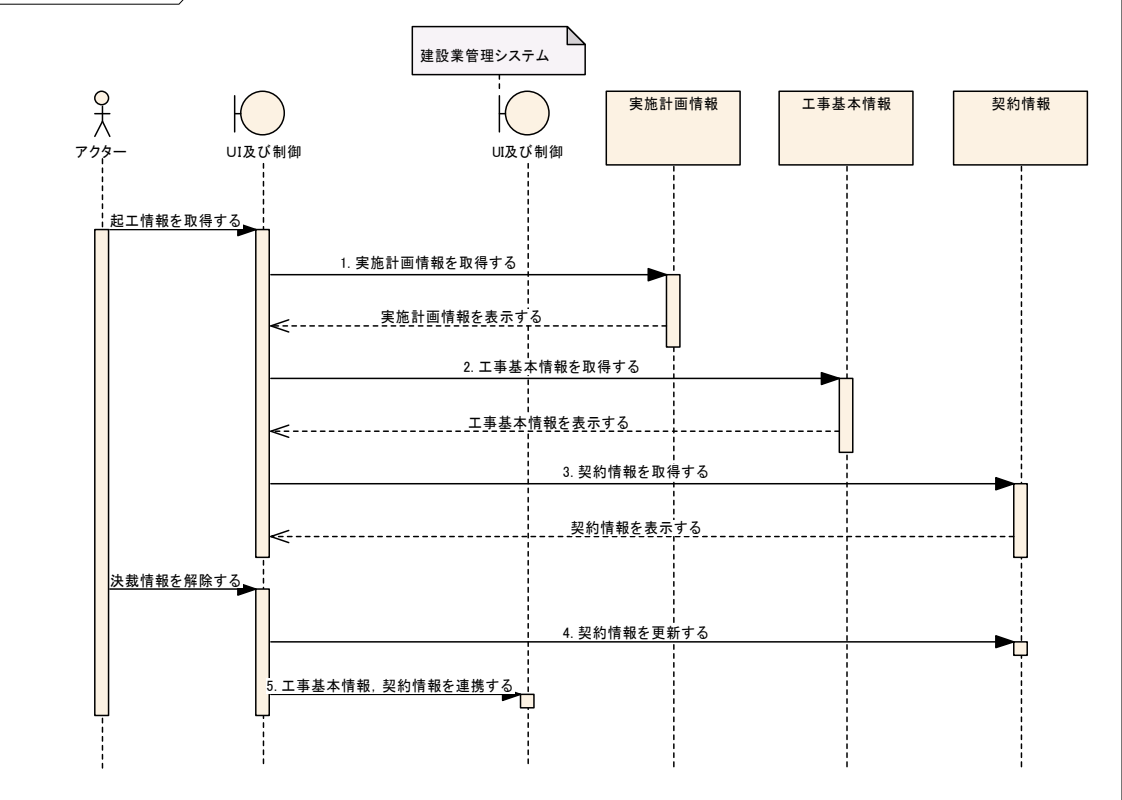 建設業管理システム
アクター
UI及び制御
UI及び制御
実施計画情報
工事基本情報
契約情報
起工情報を取得する
1. 実施計画情報を取得する
実施計画情報を表示する
2. 工事基本情報を取得する
工事基本情報を表示する
3. 契約情報を取得する
契約情報を表示する
決裁情報を解除する
4. 契約情報を更新する
5. 工事基本情報, 契約情報を連携する